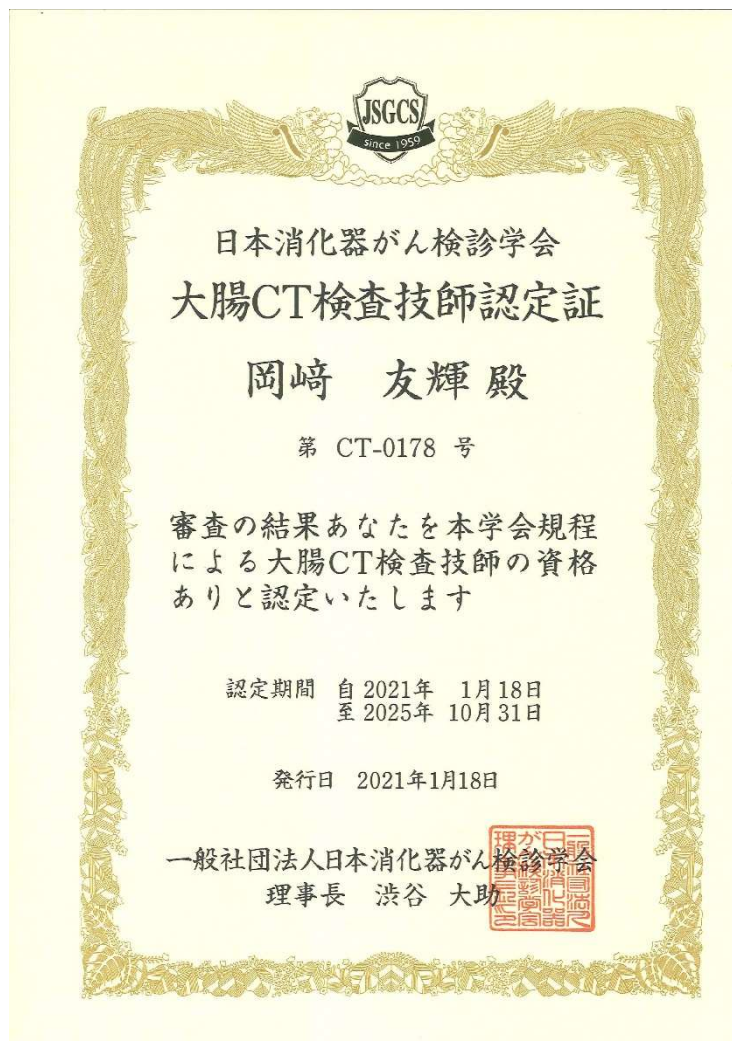 JSGCS
since 1959
日本消化器がん検診学会
大腸CT検査技師認定証
岡﨑 友輝 殿
第 CT-0178 号
審査の結果あなたを本学会規程
による大腸CT検査技師の資格
ありと認定いたします
認定期間 自 2021年 1月18日
至 2025年 10月31日
発行日 2021年1月18日
一般社団法人日本消化器がん検診学会
理事長 渋谷 大助